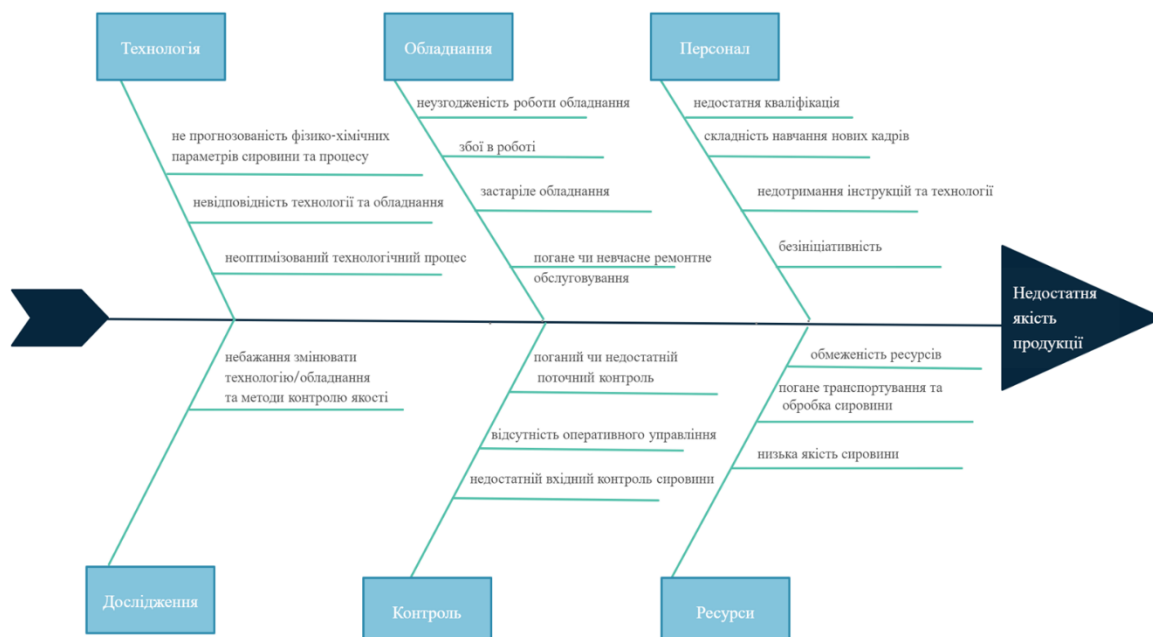 Технологія
не прогнозованість фізико-хімічних
параметрів сировини та процесу
невідповідність технології та обладнання
неоптимізований технологічний процес
Обладнання
неузгодженість роботи обладнання
збої в роботі
застаріле обладнання
погане чи невчасне ремонтне
обслуговування
Персонал
недостатня кваліфікація
складність навчання нових кадрів
недотримання інструкцій та технології
безініціативність
Недостатня
якість
продукції
небажання змінювати
технологію/обладнання
та методи контролю якості
Дослідження
поганий чи недостатній
поточний контроль
відсутність оперативного управління
недостатній вхідний контроль сировини
Контроль
обмеженість ресурсів
погане транспортування та
обробка сировини
низька якість сировини
Ресурси